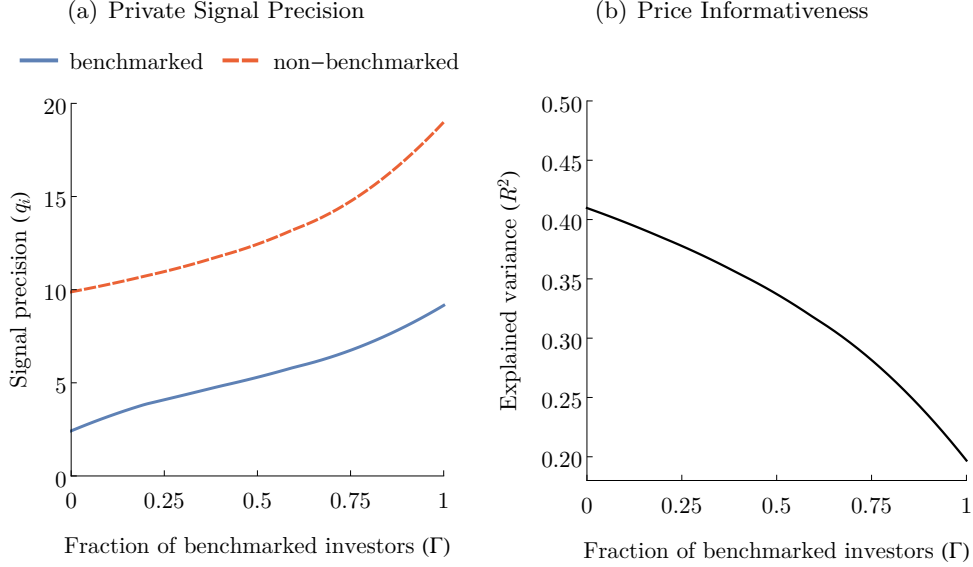 (a) Private Signal Precision
benchmarked non−benchmarked
Signal precision (q_i)
20
15
10
5
0
0 0.25 0.5 0.75 1
Fraction of benchmarked investors (Γ)
(b) Price Informativeness
Explained variance (R²)
0.50
0.45
0.40
0.35
0.30
0.25
0.20
0 0.25 0.5 0.75 1
Fraction of benchmarked investors (Γ)